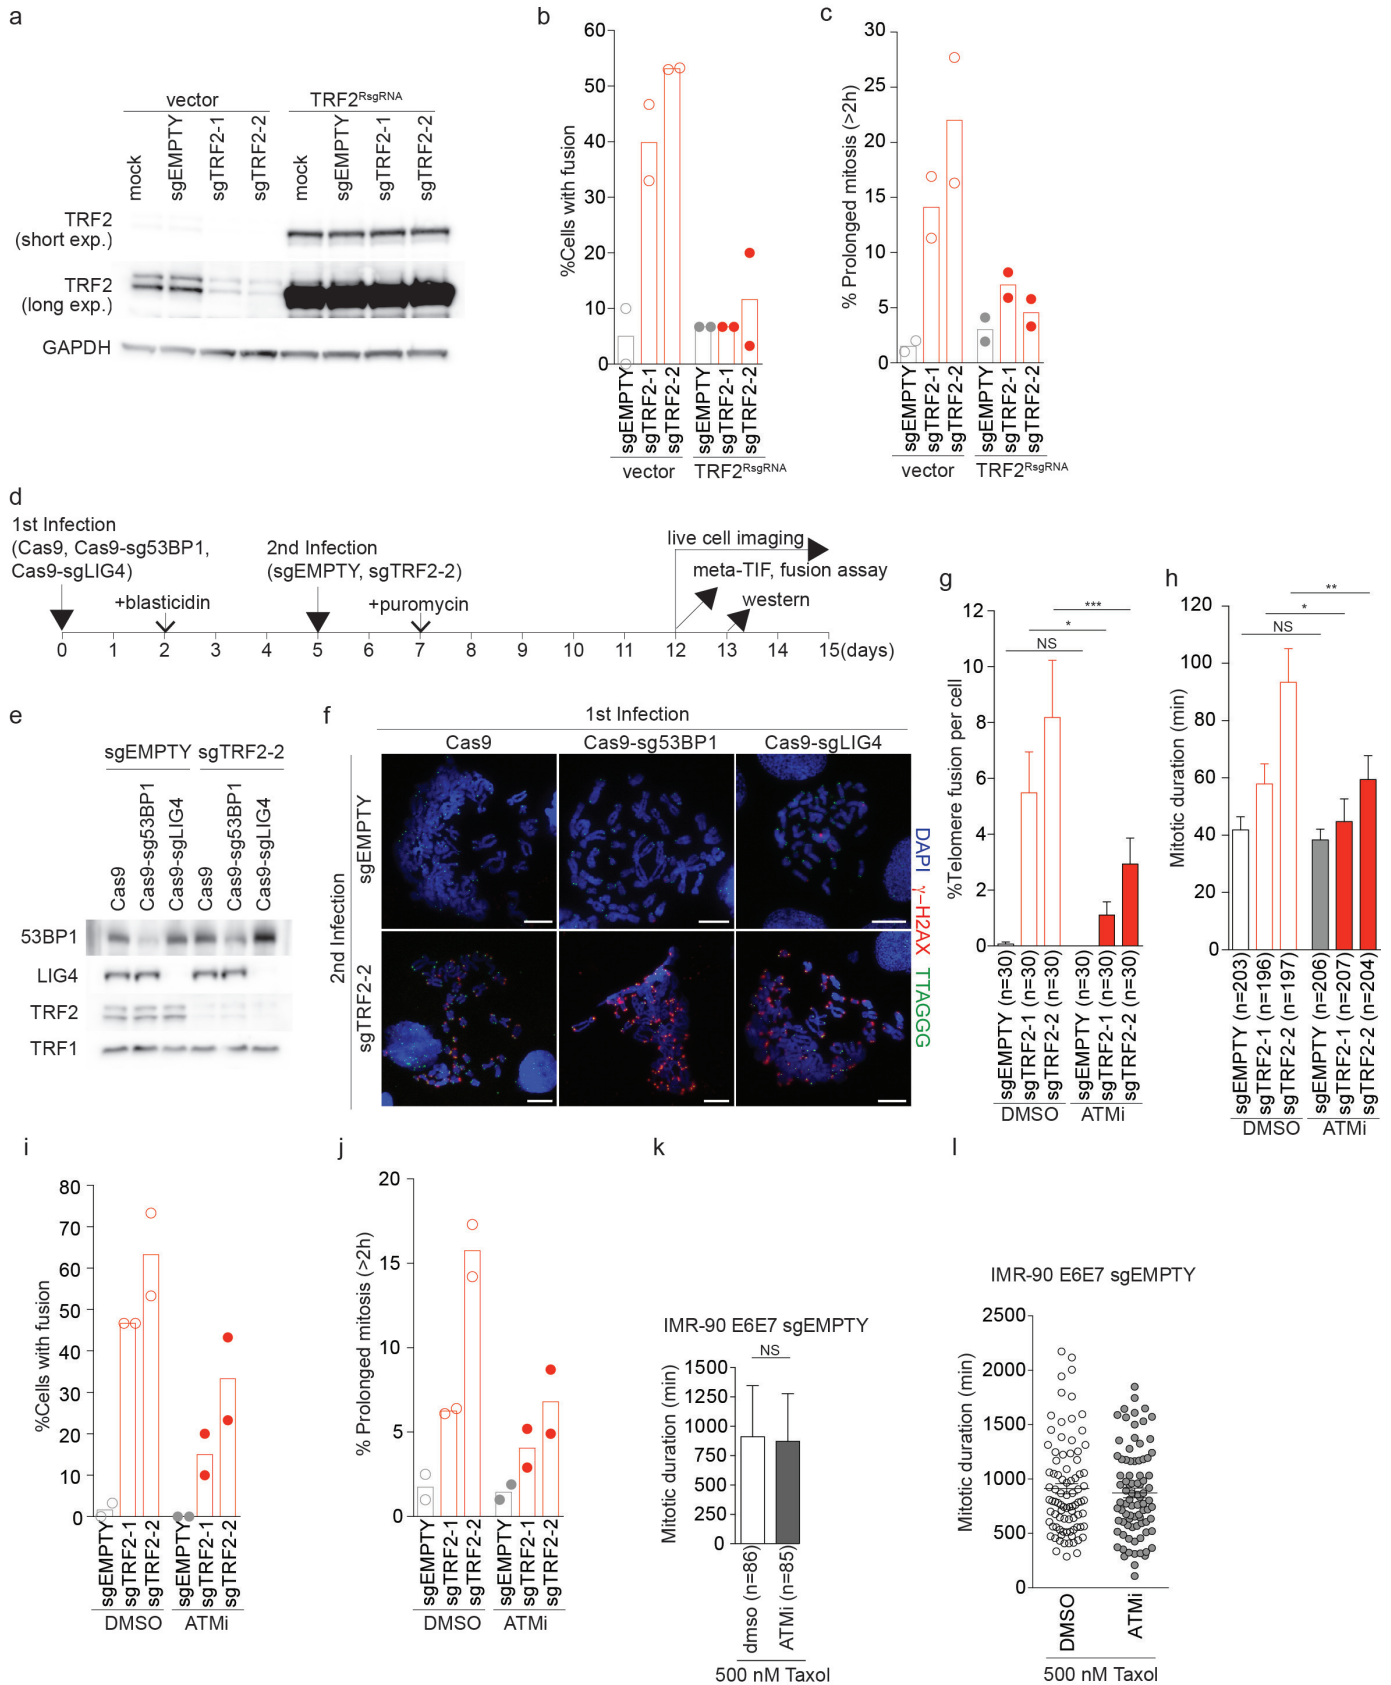 a
vector
TRF2RsgRNA
mock
sgEMPTY
sgTRF2-1
sgTRF2-2
mock
sgEMPTY
sgTRF2-1
sgTRF2-2
TRF2
(short exp.)
TRF2
(long exp.)
GAPDH
b
%Cells with fusion
60
50
40
30
20
10
0
sgEMPTY
sgTRF2-1
sgTRF2-2
sgEMPTY
sgTRF2-1
sgTRF2-2
vector
TRF2RsgRNA
c
% Prolonged mitosis (>2h)
30
25
20
15
10
5
0
sgEMPTY
sgTRF2-1
sgTRF2-2
sgEMPTY
sgTRF2-1
sgTRF2-2
vector
TRF2RsgRNA
d
1st Infection
(Cas9, Cas9-sg53BP1,
Cas9-sgLIG4)
+blasticidin
2nd Infection
(sgEMPTY, sgTRF2-2)
+puromycin
live cell imaging
meta-TIF, fusion assay
western
0 1 2 3 4 5 6 7 8 9 10 11 12 13 14 15(days)
e
sgEMPTY sgTRF2-2
Cas9
Cas9-sg53BP1
Cas9-sgLIG4
Cas9
Cas9-sg53BP1
Cas9-sgLIG4
53BP1
LIG4
TRF2
TRF1
f
1st Infection
Cas9
Cas9-sg53BP1
Cas9-sgLIG4
2nd Infection
sgEMPTY
sgTRF2-2
DAPI γ-H2AX TTAGGG
g
%Telomere fusion per cell
12
10
8
6
4
2
0
NS
*
***
sgEMPTY (n=30)
sgTRF2-1 (n=30)
sgTRF2-2 (n=30)
sgEMPTY (n=30)
sgTRF2-1 (n=30)
sgTRF2-2 (n=30)
DMSO
ATMi
h
Mitotic duration (min)
120
100
80
60
40
20
0
NS
*
**
sgEMPTY (n=203)
sgTRF2-1 (n=196)
sgTRF2-2 (n=197)
sgEMPTY (n=206)
sgTRF2-1 (n=207)
sgTRF2-2 (n=204)
DMSO
ATMi
i
%Cells with fusion
80
70
60
50
40
30
20
10
0
sgEMPTY
sgTRF2-1
sgTRF2-2
sgEMPTY
sgTRF2-1
sgTRF2-2
DMSO
ATMi
j
% Prolonged mitosis (>2h)
20
15
10
5
0
sgEMPTY
sgTRF2-1
sgTRF2-2
sgEMPTY
sgTRF2-1
sgTRF2-2
DMSO
ATMi
k
IMR-90 E6E7 sgEMPTY
NS
Mitotic duration (min)
1500
1250
1000
750
500
250
0
dmso (n=86)
ATMi (n=85)
500 nM Taxol
l
IMR-90 E6E7 sgEMPTY
Mitotic duration (min)
2500
2000
1500
1000
500
0
DMSO
ATMi
500 nM Taxol